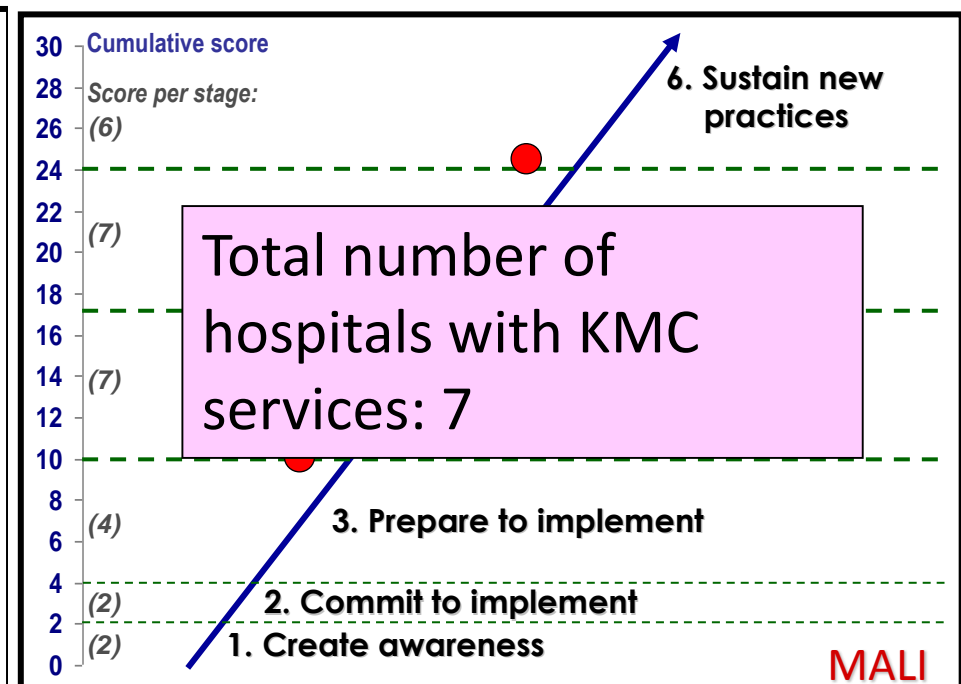 30 Cumulative score
28 Score per stage:
26 (6)
6. Sustain new
practices
24
22
(7)
20
18
16
14 (7)
12
10
Total number of
hospitals with KMC
services: 7
8
(4)
6
3. Prepare to implement
4
(2)
2. Commit to implement
2
(2)
1. Create awareness
0
MALI